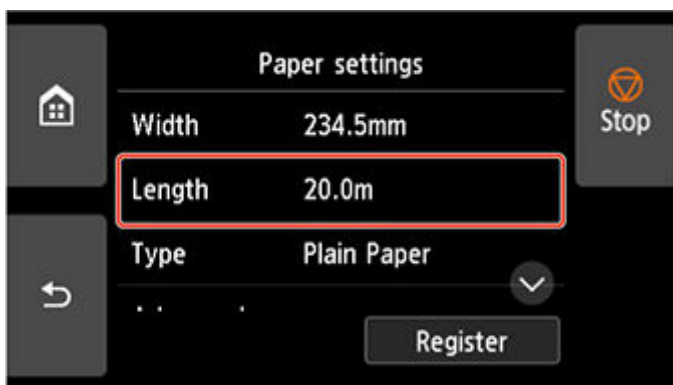 Paper settings
Stop
Width 234.5mm
Length 20.0m
Type Plain Paper
Register